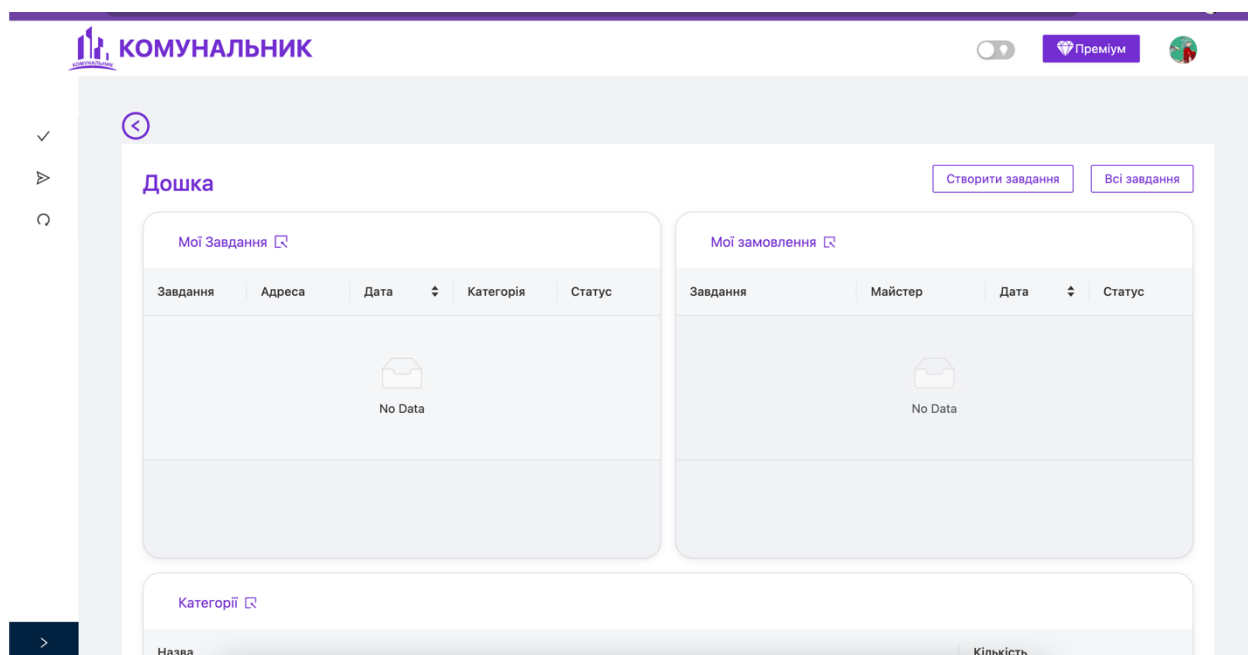 КОМУНАЛЬНИК
КОМУНАЛЬНИК
Преміум
Дошка
Створити завдання
Всі завдання
Мої Завдання
Завдання Адреса Дата Категорія Статус
No Data
Мої замовлення
Завдання Майстер Дата Статус
No Data
Категорії
Назва Кількість